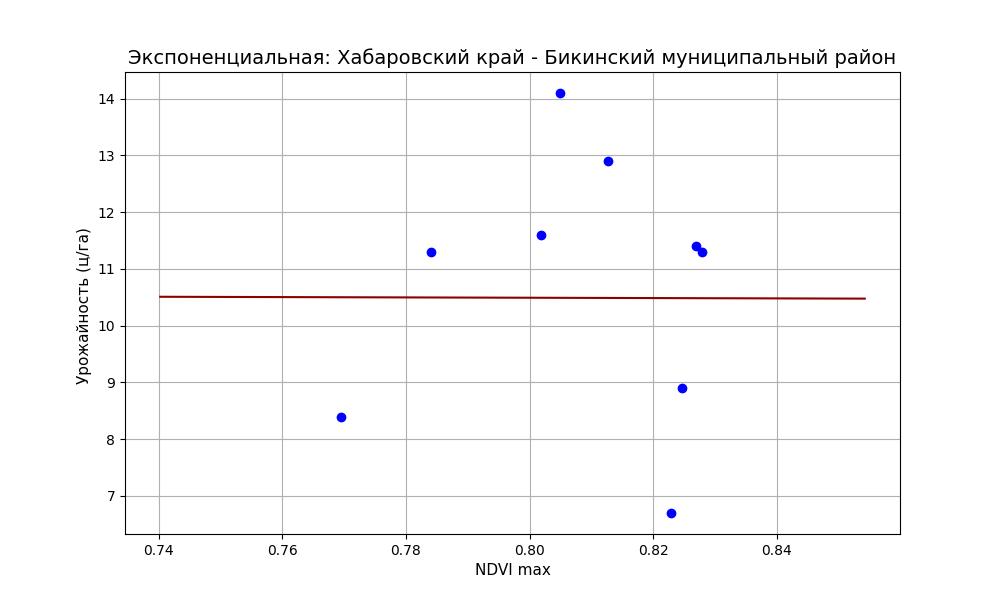 Экспоненциальная: Хабаровский край - Бикинский муниципальный район
14
13
12
11
10
9
8
7
Урожайность (ц/га)
0.74 0.76 0.78 0.80 0.82 0.84
NDVI max